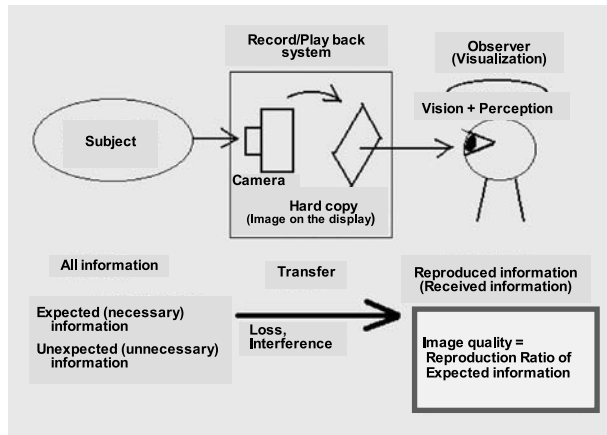 Record/Play back
system
Observer
(Visualization)
Vision + Perception
Subject
Camera
Hard copy
(Image on the display)
All information
Transfer
Reproduced information
(Received information)
Expected (necessary)
information
Unexpected (unnecessary)
information
Loss,
Interference
Image quality =
Reproduction Ratio of
Expected information